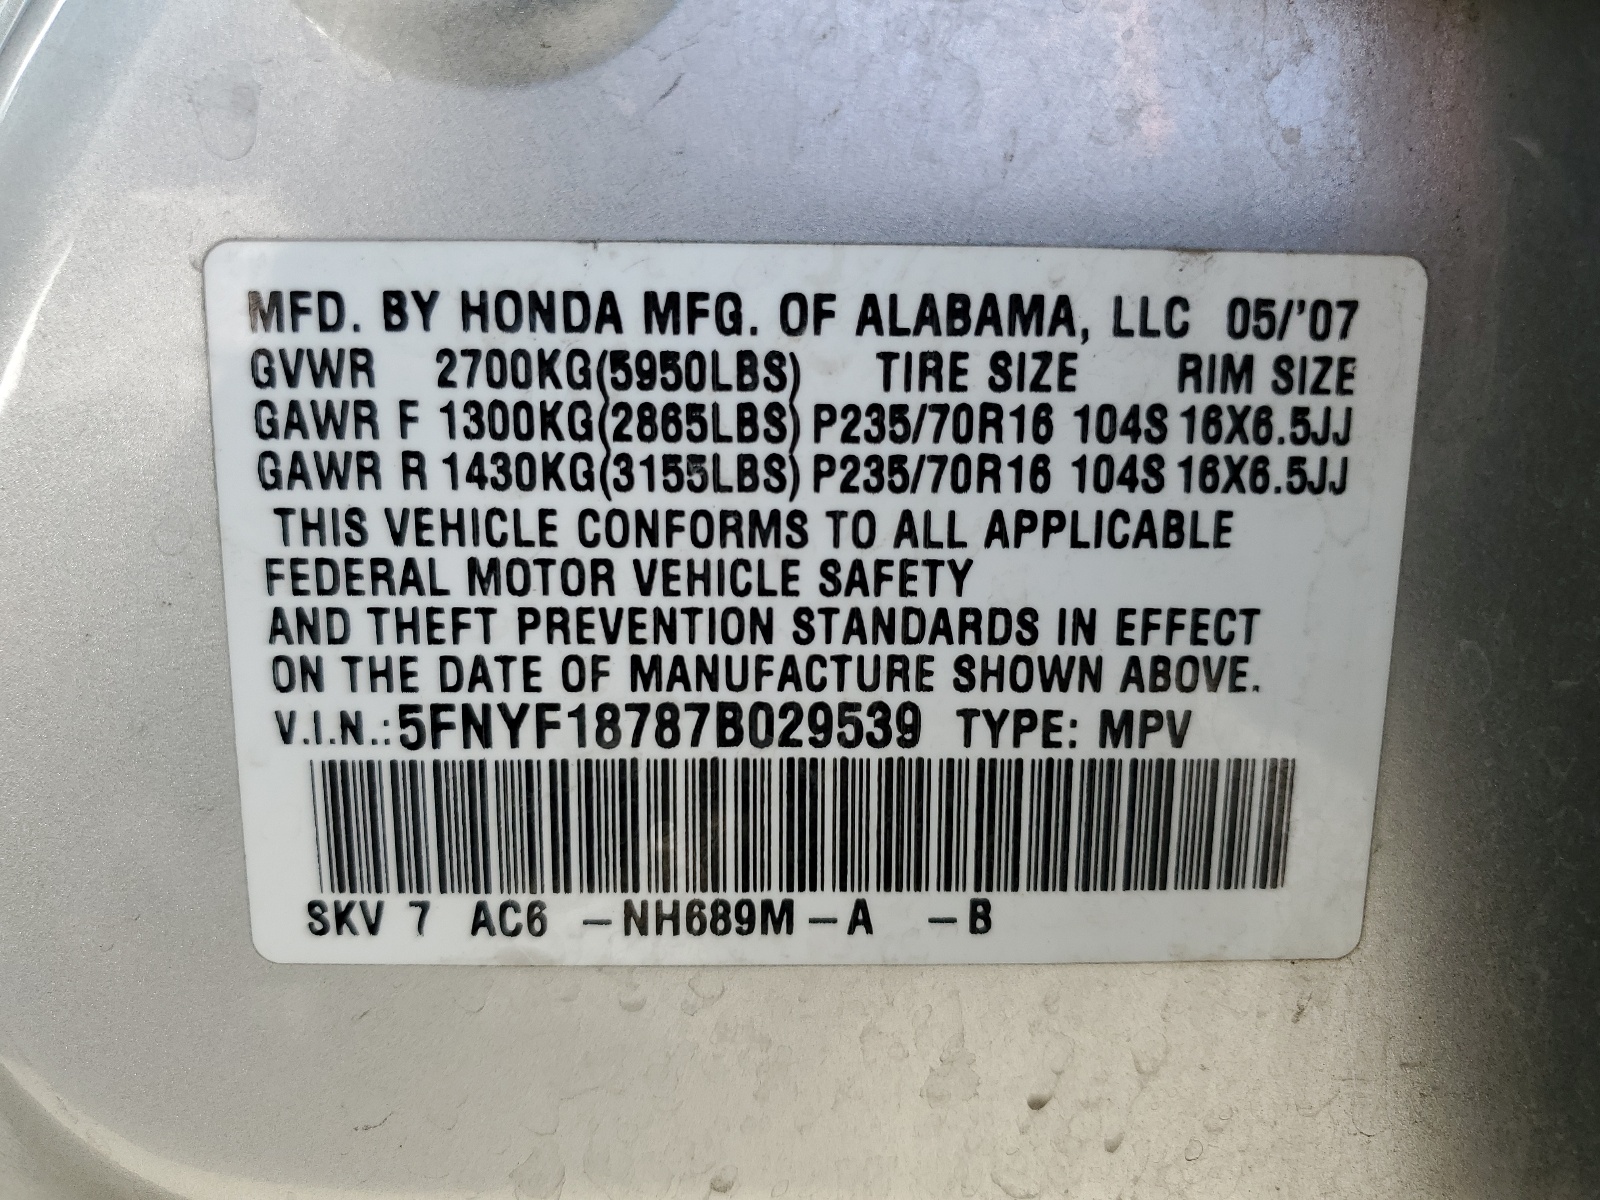 MFD. BY HONDA MFG. OF ALABAMA, LLC 05/'07
GVWR 2700KG(5950LBS) TIRE SIZE RIM SIZE
GAWR F 1300KG(2865LBS) P235/70R16 104S 16X6.5JJ
GAWR R 1430KG(3155LBS) P235/70R16 104S 16X6.5JJ
THIS VEHICLE CONFORMS TO ALL APPLICABLE
FEDERAL MOTOR VEHICLE SAFETY
AND THEFT PREVENTION STANDARDS IN EFFECT
ON THE DATE OF MANUFACTURE SHOWN ABOVE.
V.I.N.: 5FNYF18787B029539 TYPE: MPV
SKV 7 AC6 -NH689M-A -B